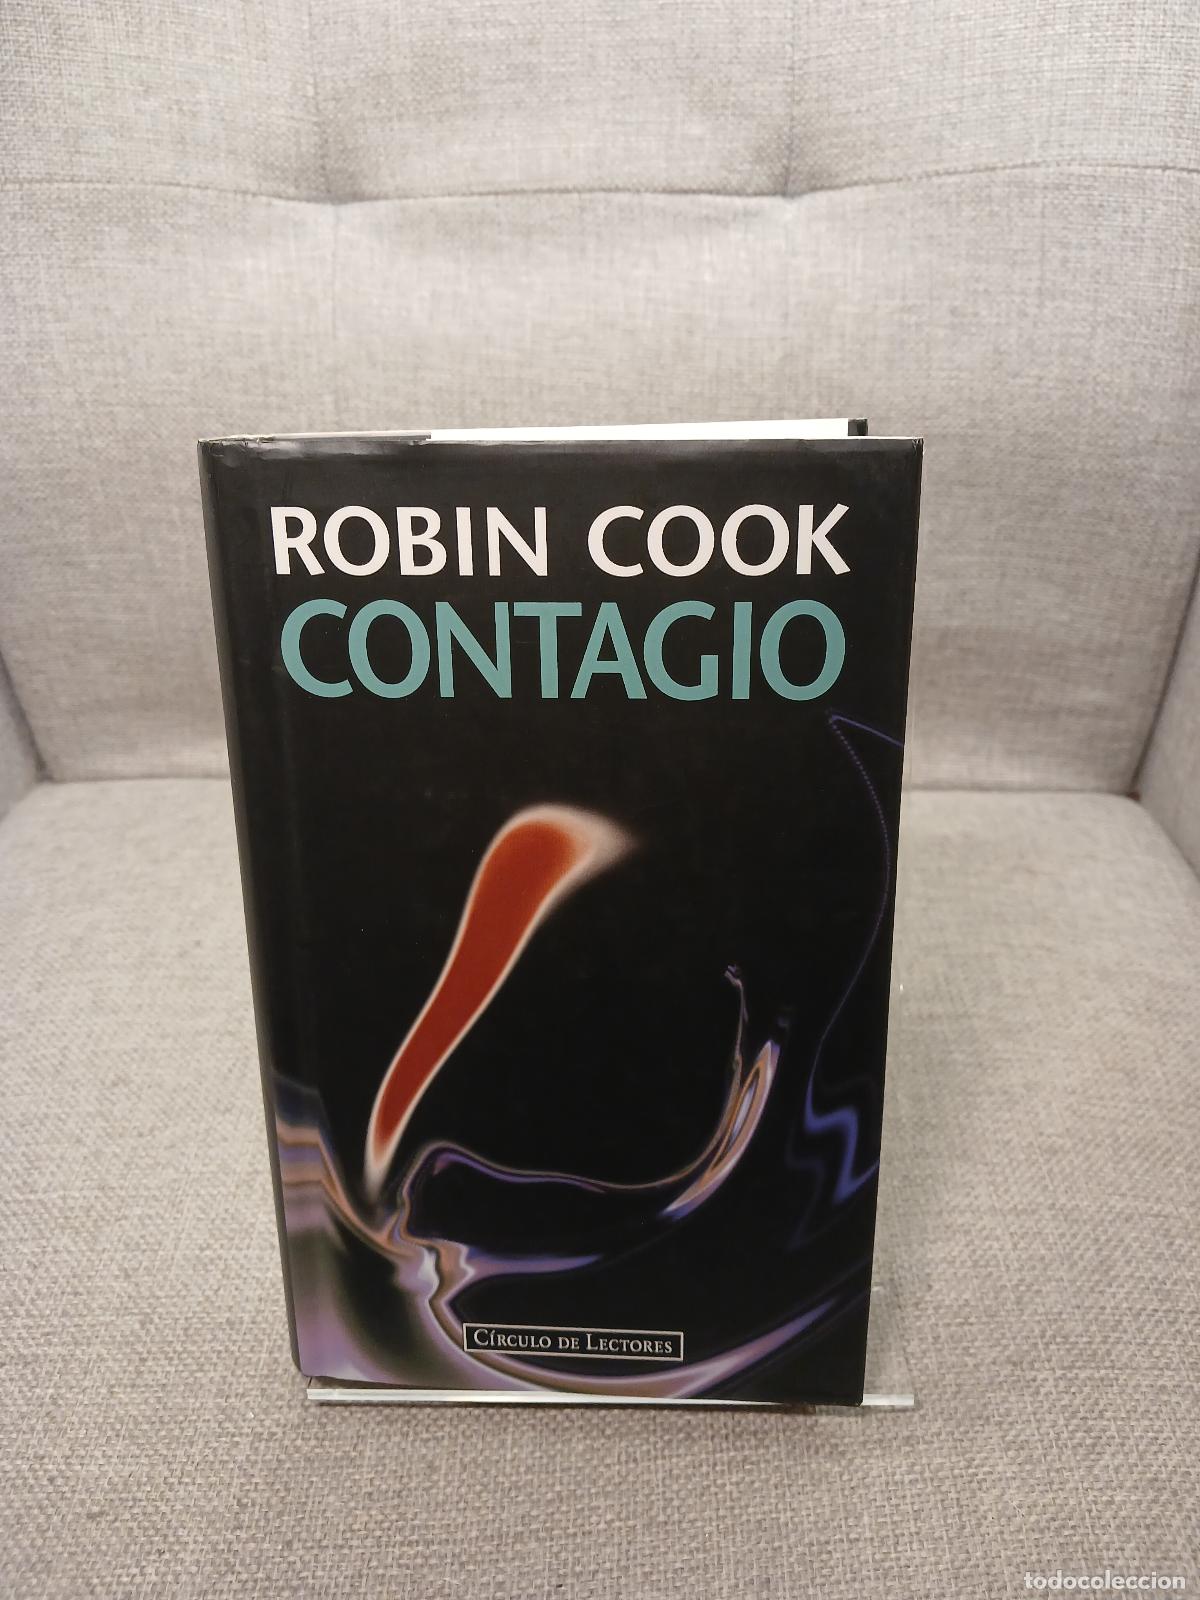 ROBIN COOK
CONTAGIO
CÍRCULO DE LECTORES
todocoleccion